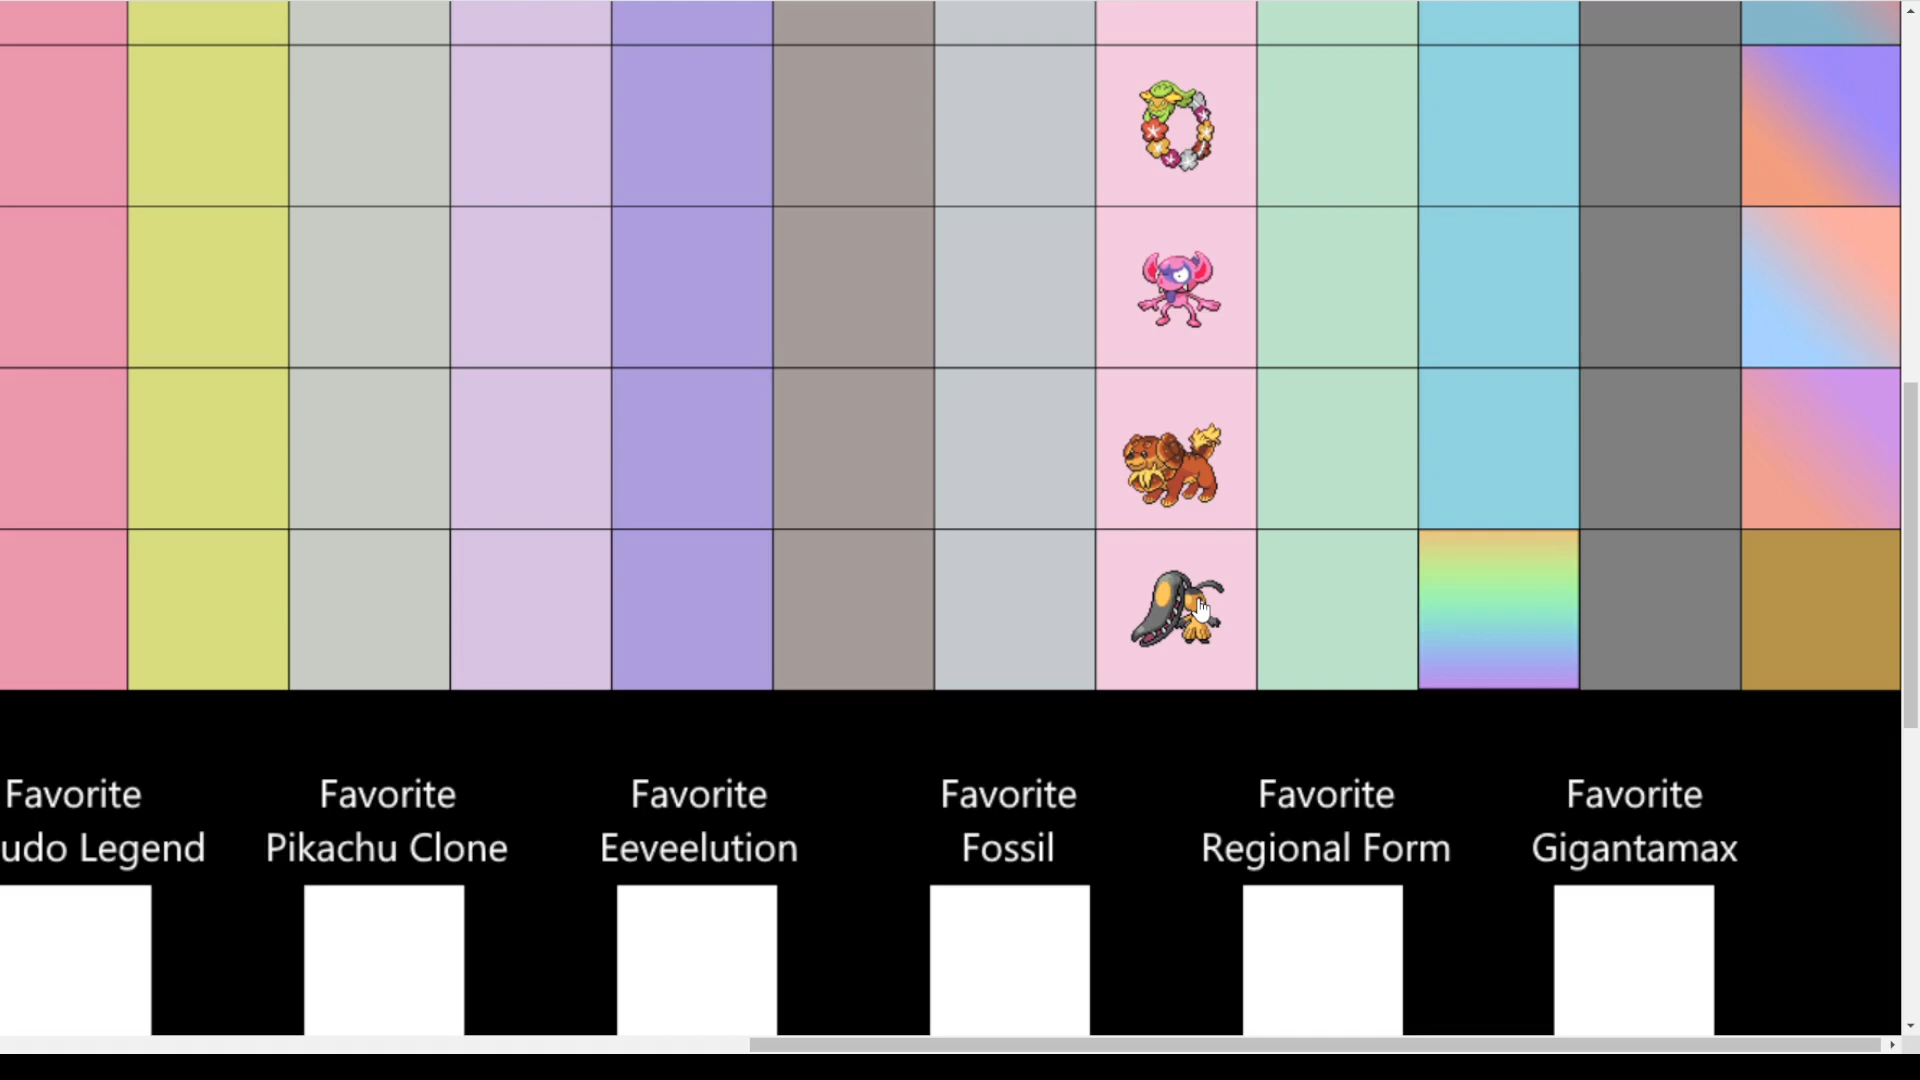 Favorite
udo Legend
Favorite
Pikachu Clone
Favorite
Eeveelution
Favorite
Fossil
Favorite
Regional Form
Favorite
Gigantamax